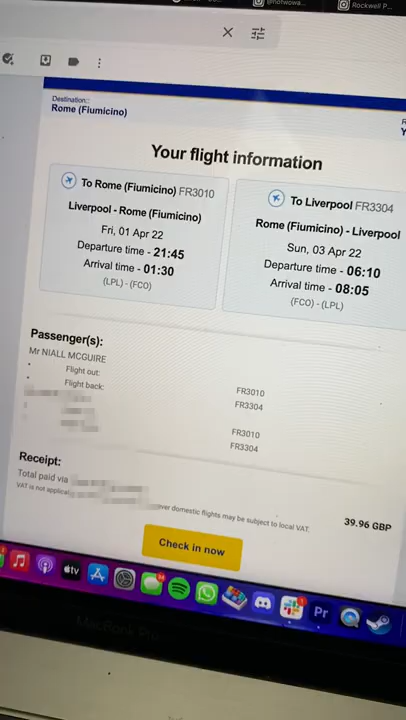 @notwowa...
Rockwell P...
Destination:
Rome (Fiumicino)
Your flight information
To Rome (Fiumicino) FR3010
Liverpool - Rome (Fiumicino)
Fri, 01 Apr 22
Departure time - 21:45
Arrival time - 01:30
(LPL) - (FCO)
To Liverpool FR3304
Rome (Fiumicino) - Liverpool
Sun, 03 Apr 22
Departure time - 06:10
Arrival time - 08:05
(FCO) - (LPL)
Passenger(s):
Mr NIALL MCGUIRE
Flight out: FR3010
Flight back: FR3304
FR3010
FR3304
Receipt:
Total paid via 39.96 GBP
VAT is not domestic flights may be subject to local VAT.
Check in now
tv
Pr
MacBook Pro